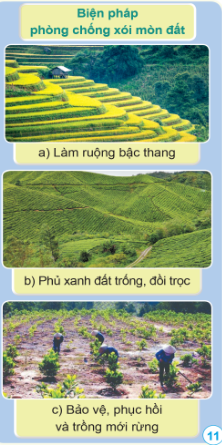 Biện pháp
phòng chống xói mòn đất
a) Làm ruộng bậc thang
b) Phủ xanh đất trống, đồi trọc
c) Bảo vệ, phục hồi
và trồng mới rừng
11